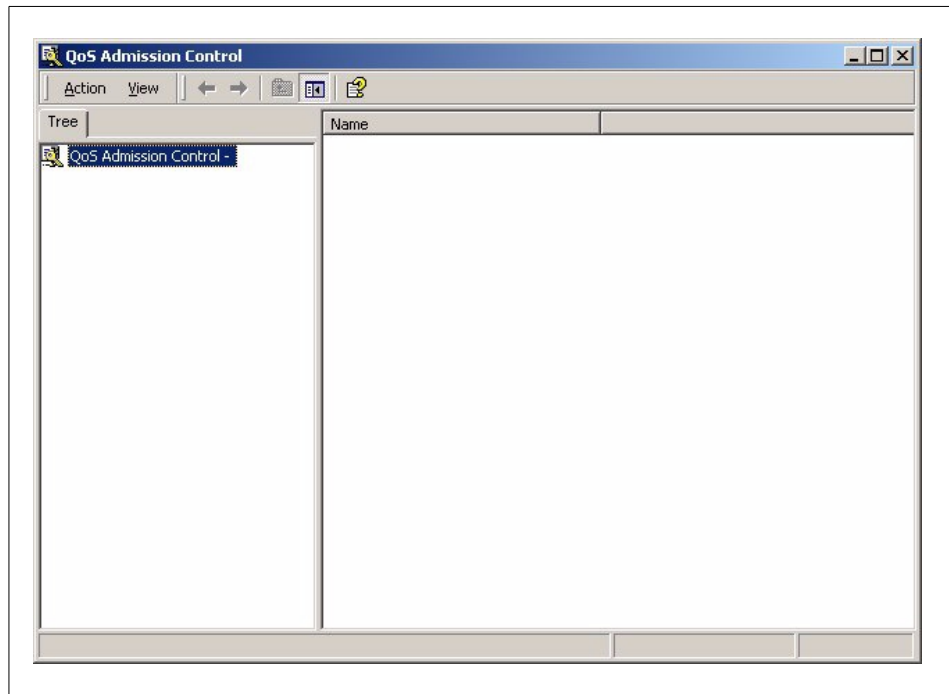 QoS Admission Control
Action View
Tree
Name
QoS Admission Control -